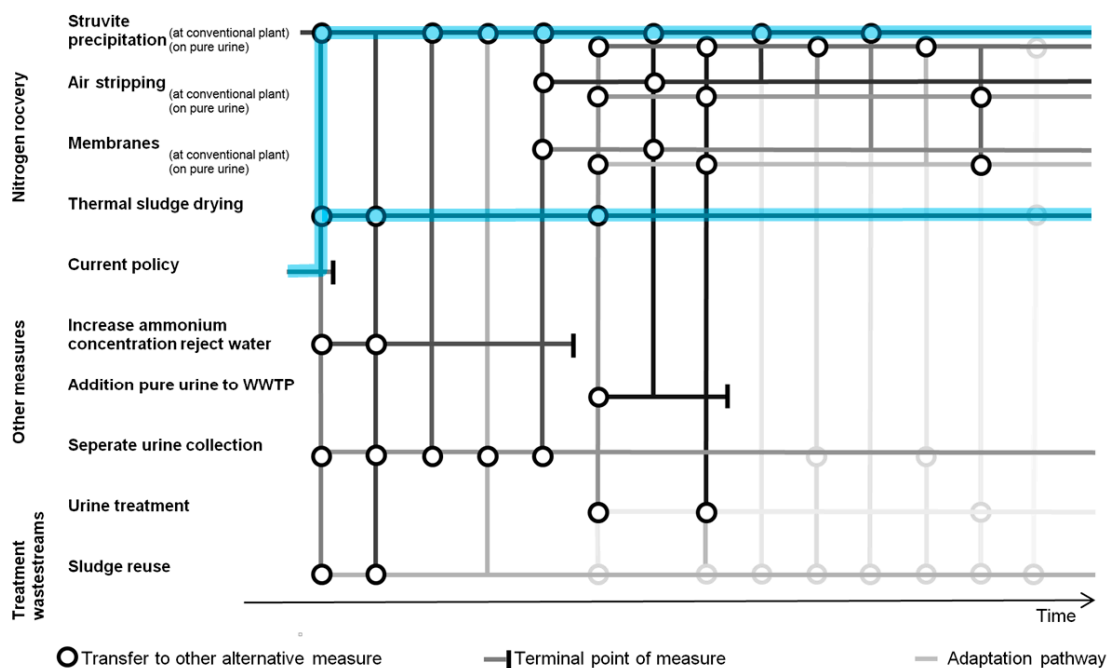 Nitrogen rocvery
Struvite
precipitation (at conventional plant)
(on pure urine)
Air stripping
(at conventional plant)
(on pure urine)
Membranes
(at conventional plant)
(on pure urine)
Thermal sludge drying
Current policy
Other measures
Increase ammonium
concentration reject water
Addition pure urine to WWTP
Seperate urine collection
Treatment
wastestreams
Urine treatment
Sludge reuse
Time
Transfer to other alternative measure
Terminal point of measure
Adaptation pathway